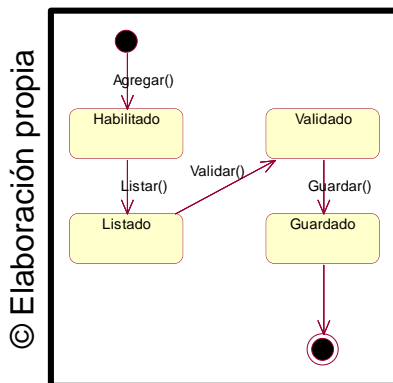 © Elaboración propia
Agregar()
Habilitado
Listar()
Listado
Validar()
Validado
Guardar()
Guardado